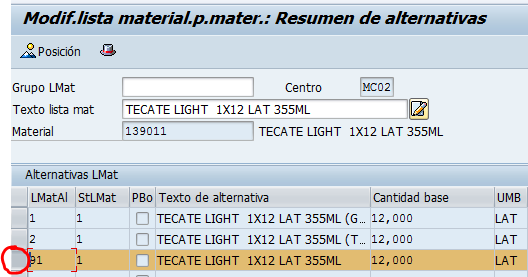 Modif.lista material.p.mater.: Resumen de alternativas
Posición
Grupo LMat Centro MC02
Texto lista mat TECATE LIGHT 1X12 LAT 355ML
Material 139011 TECATE LIGHT 1X12 LAT 355ML
Alternativas LMat
LMatAl StLMat PBo Texto de alternativa Cantidad base UMB
1 1 TECATE LIGHT 1X12 LAT 355ML (G... 12,000 LAT
2 1 TECATE LIGHT 1X12 LAT 355ML (T... 12,000 LAT
91 1 TECATE LIGHT 1X12 LAT 355ML 12,000 LAT